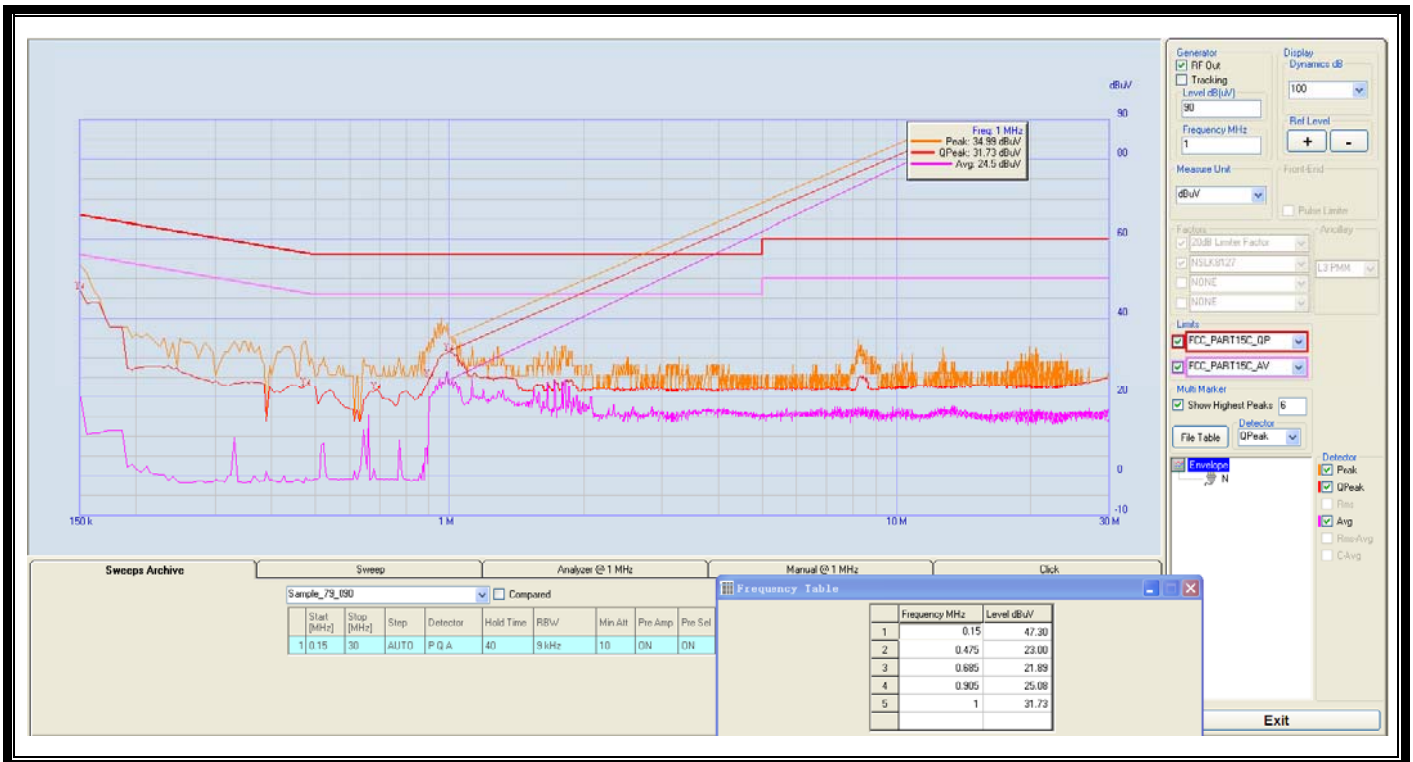 dBuV
90
80
60
40
20
0
-10
150 k
1 M
10 M
30 M
Freq: 1 MHz
Peak: 34.99 dBuV
QPeak: 31.73 dBuV
Avg: 24.5 dBuV
Generator
RF Out
Tracking
Level dB(uV)
90
Frequency MHz
1
Display
Dynamics dB
100
Ref Level
+ -
Measure Unit
dBuV
Front-End
Pulse Limiter
Factors
20dB Limiter Factor
NSLK8127
NONE
NONE
Ancillary
L3 PMM
Limits
FCC_PART15C_QP
FCC_PART15C_AV
Multi Marker
Show Highest Peaks 6
File Table
Detector
QPeak
Envelope
N
Detector
Peak
QPeak
Rms
Avg
Rms-Avg
C-Avg
Exit
Sweeps Archive Sweep Analyzer @ 1 MHz Manual @ 1 MHz Click
Sample_79_090 Compared
Start [MHz] Stop [MHz] Step Detector Hold Time RBW Min Att Pre Amp Pre Sel
1 0.15 30 AUTO P Q A 40 9 kHz 10 ON ON
Frequency Table
Frequency MHz Level dBuV
1 0.15 47.30
2 0.475 23.00
3 0.685 21.89
4 0.905 25.08
5 1 31.73